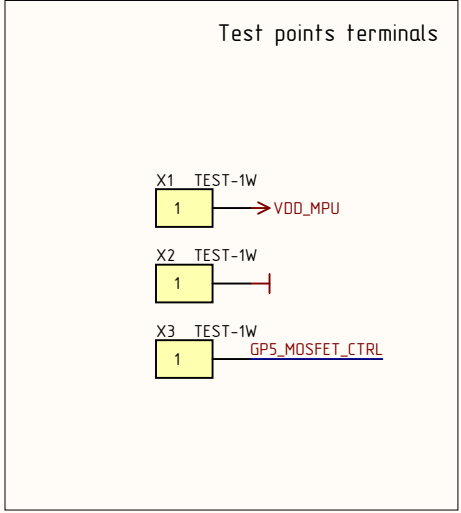 Test points terminals
X1 TEST-1W
1
VDD_MPU
X2 TEST-1W
1
X3 TEST-1W
1
GP5_MOSFET_CTRL